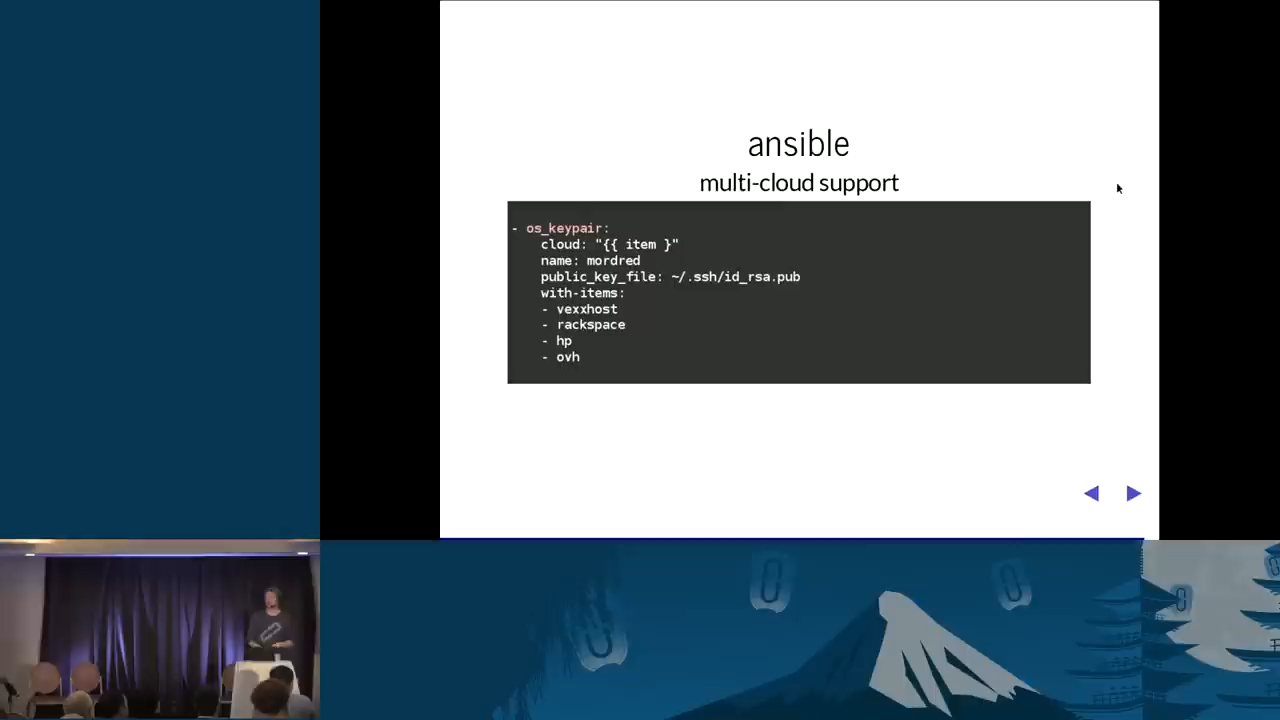 ansible
multi-cloud support
- os_keypair:
cloud: "{{ item }"
name: mordred
public_key_file: ~/.ssh/id_rsa.pub
with-items:
- vexxhost
- rackspace
- hp
- ovh